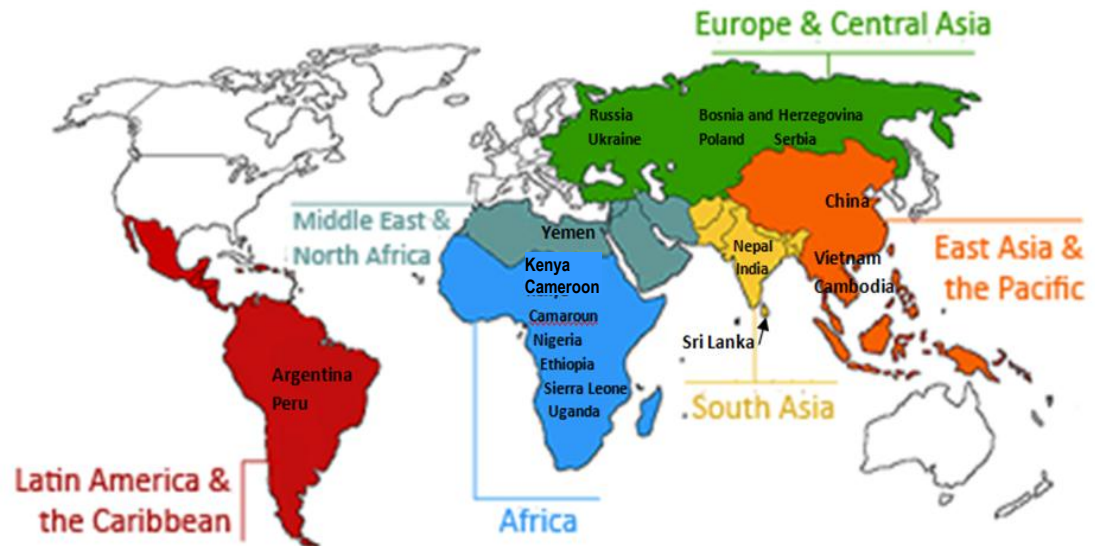 Europe & Central Asia
Russia
Ukraine
Bosnia and Herzegovina
Poland Serbia
China
Middle East &
North Africa
Yemen
Nepal
India
East Asia &
the Pacific
Vietnam
Cambodia
Kenya
Cameroon
Camaroun
Nigeria
Ethiopia
Sierra Leone
Uganda
Sri Lanka
South Asia
Argentina
Peru
Latin America &
the Caribbean
Africa